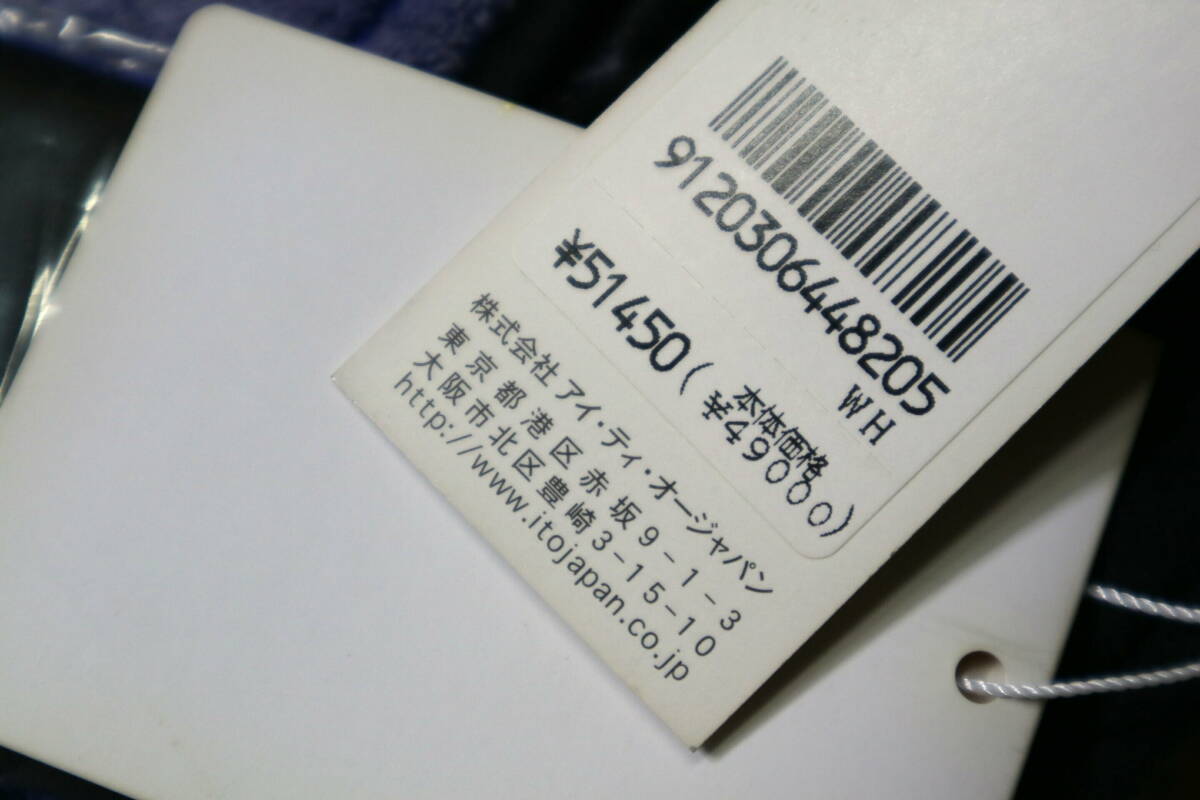 9120306448205
WH
¥51450(本体価格
¥49000)
株式会社 アイ・ティ・オージャパン
東京都港区赤坂9-1-3
大阪市北区豊崎3-15-10
http://www.itojapan.co.jp